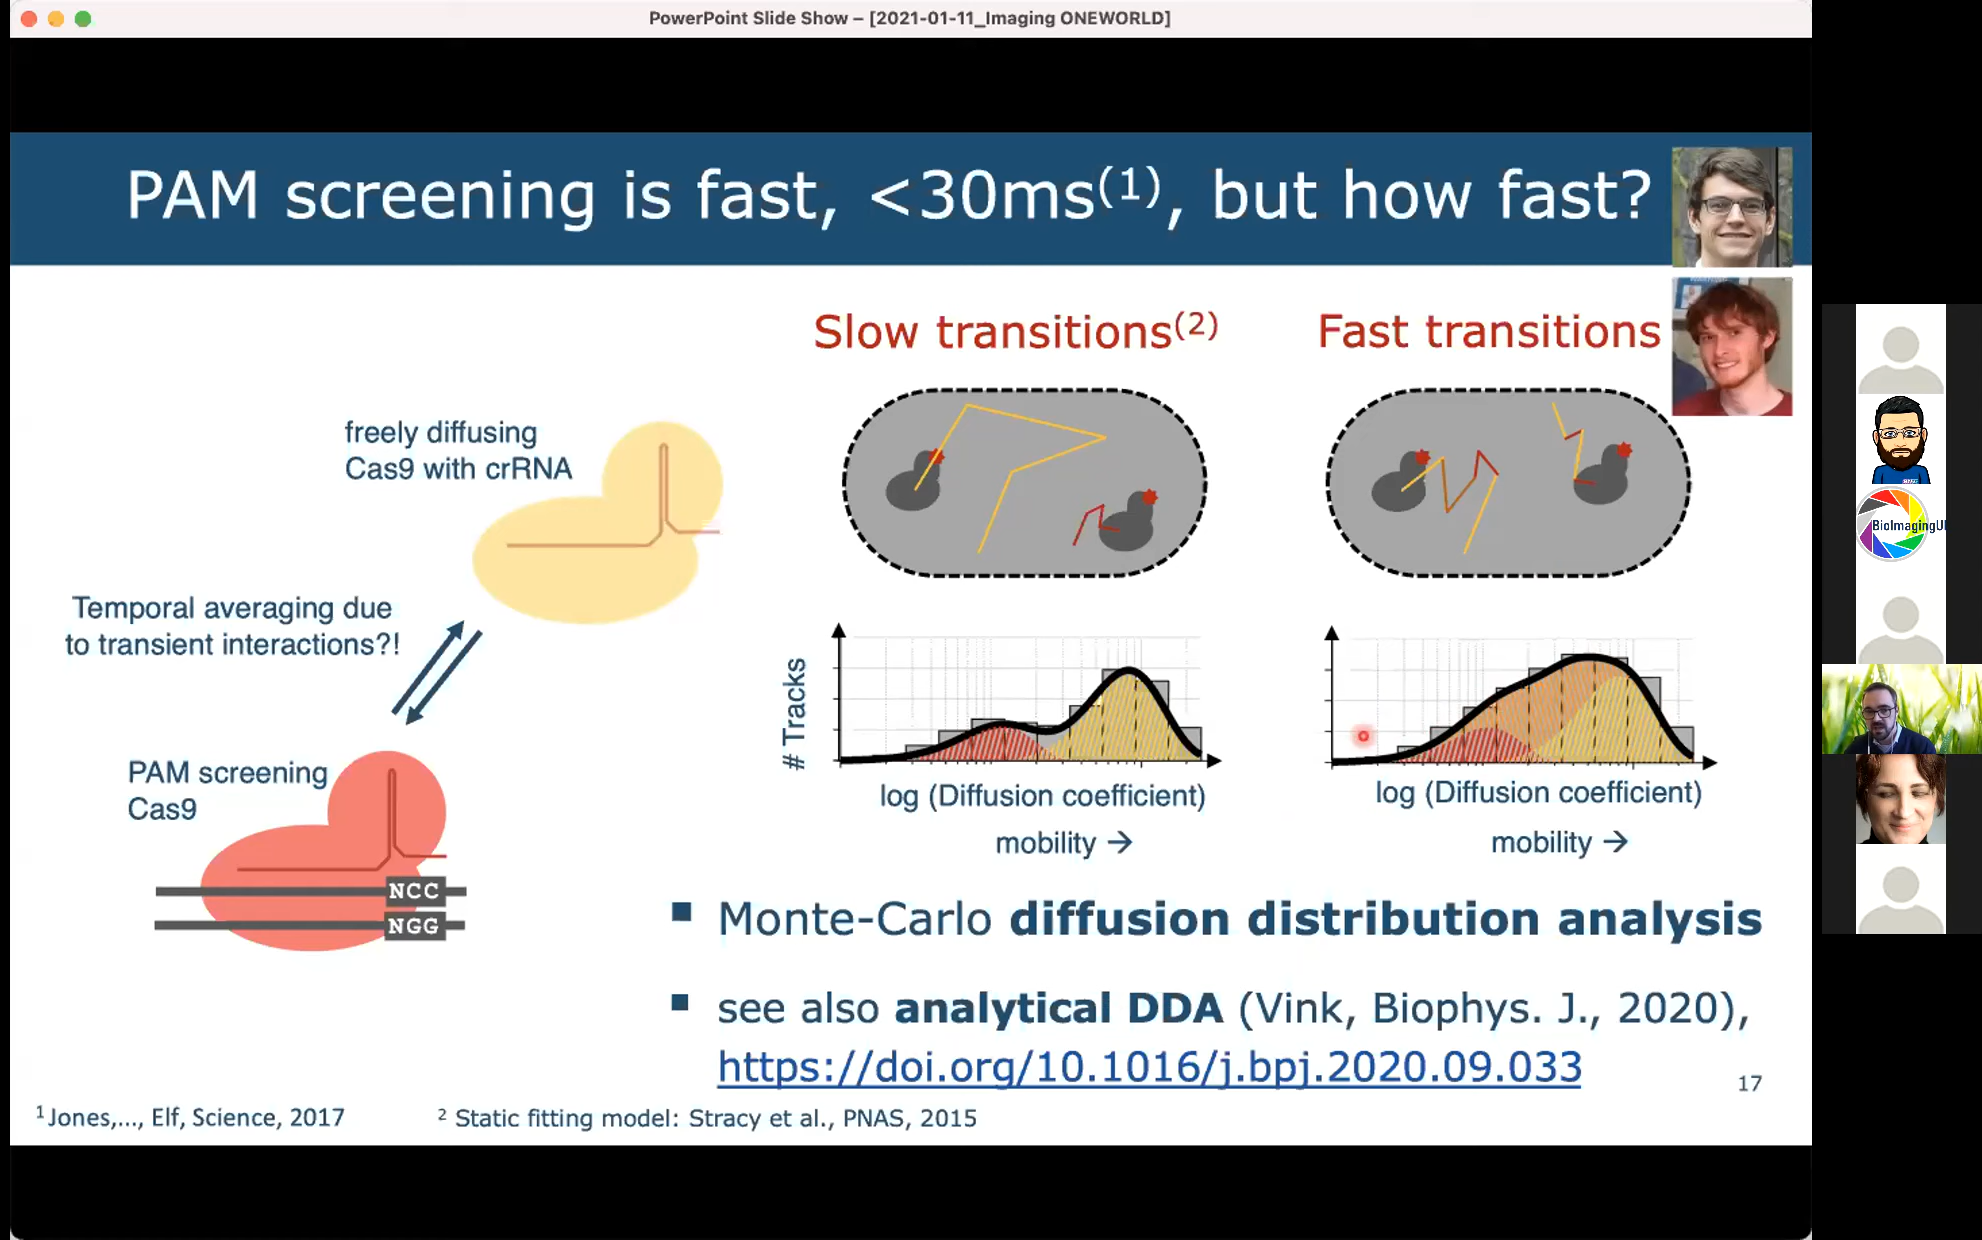 PowerPoint Slide Show – [2021-01-11_Imaging ONEWORLD]
PAM screening is fast, <30ms(1), but how fast?
Slow transitions(2)
Fast transitions
freely diffusing
Cas9 with crRNA
Temporal averaging due
to transient interactions?!
PAM screening
Cas9
NCC
NGG
# Tracks
log (Diffusion coefficient)
mobility →
log (Diffusion coefficient)
mobility →
▪ Monte-Carlo diffusion distribution analysis
▪ see also analytical DDA (Vink, Biophys. J., 2020),
https://doi.org/10.1016/j.bpj.2020.09.033
17
1 Jones,..., Elf, Science, 2017
2 Static fitting model: Stracy et al., PNAS, 2015
BioImagingU